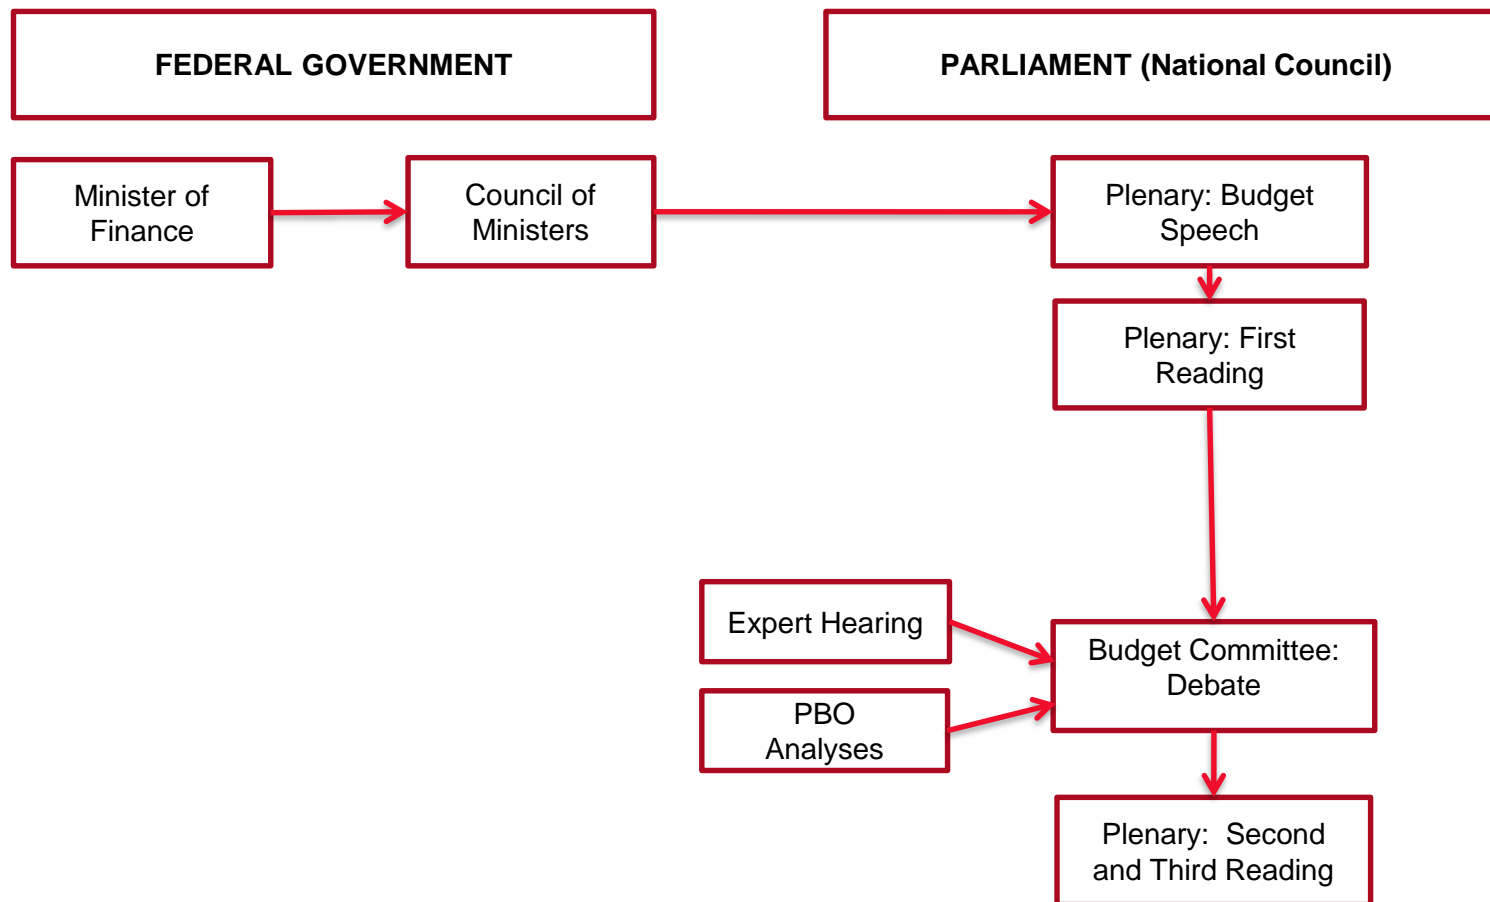 FEDERAL GOVERNMENT
PARLIAMENT (National Council)
Minister of
Finance
Council of
Ministers
Plenary: Budget
Speech
Plenary: First
Reading
Expert Hearing
PBO
Analyses
Budget Committee:
Debate
Plenary:  Second
and Third Reading